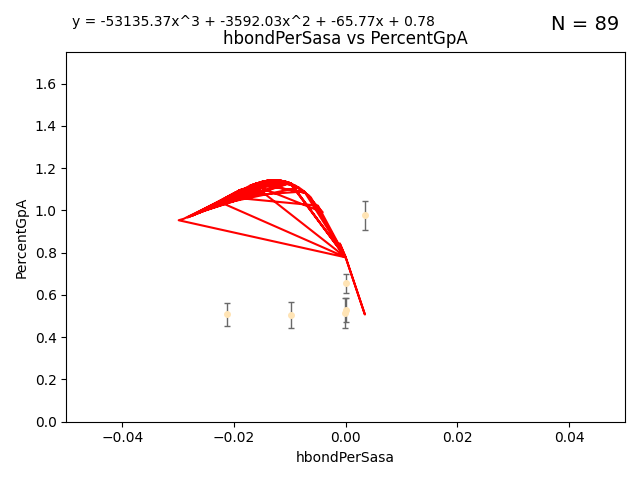 y = -53135.37x^3 + -3592.03x^2 + -65.77x + 0.78
N = 89
hbondPerSasa vs PercentGpA
PercentGpA
1.6
1.4
1.2
1.0
0.8
0.6
0.4
0.2
0.0
−0.04 −0.02 0.00 0.02 0.04
hbondPerSasa